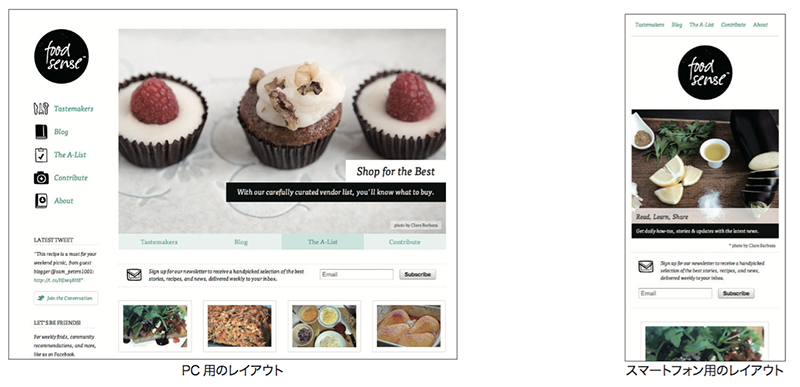 food
sense
Tastemakers
Blog
The A-List
Contribute
About
LATEST TWEET
"This recipe is a must for your
weekend picnic, from guest
blogger @sam_peters1001:
Join the Conversation
LET'S BE FRIENDS!
For weekly finds, community
recommendations, and more,
like us on Facebook.
Shop for the Best
With our carefully curated vendor list, you'll know what to buy.
photo by Claire Barboza
Tastemakers Blog The A-List Contribute
Sign up for our newsletter to receive a handpicked selection of the best
stories, recipes, and news, delivered weekly to your inbox.
Email
Subscribe
PC 用のレイアウト
Tastemakers Blog The A-List Contribute About
food
sense
Read, Learn, Share
Get daily how-tos, stories & updates with the latest news.
* photo by Claire Barboza
Sign up for our newsletter to receive a handpicked
selection of the best stories, recipes, and news,
delivered weekly to your inbox.
Email
Subscribe
スマートフォン用のレイアウト